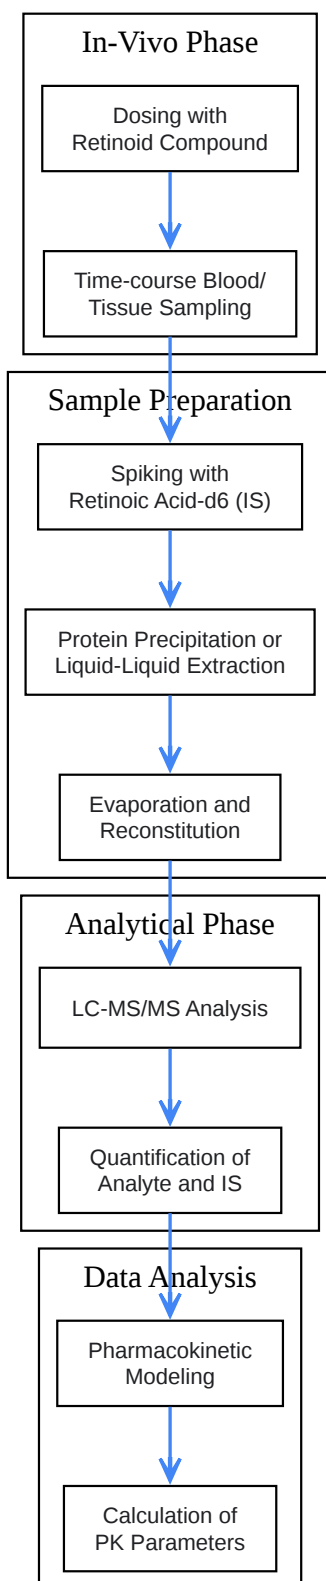 In-Vivo Phase
Dosing with
Retinoid Compound
Time-course Blood/
Tissue Sampling
Sample Preparation
Spiking with
Retinoic Acid-d6 (IS)
Protein Precipitation or
Liquid-Liquid Extraction
Evaporation and
Reconstitution
Analytical Phase
LC-MS/MS Analysis
Quantification of
Analyte and IS
Data Analysis
Pharmacokinetic
Modeling
Calculation of
PK Parameters